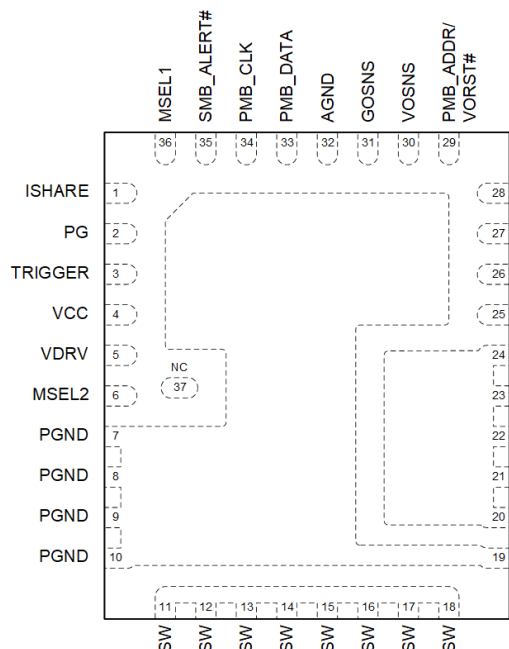 MSEL1
SMB_ALERT#
PMB_CLK
PMB_DATA
AGND
GOSNS
VOSNS
PMB_ADDR/
VORST#
36
35
34
33
32
31
30
29
ISHARE
1
28
PG
2
27
TRIGGER
3
26
VCC
4
25
VDRV
5
24
NC
37
MSEL2
6
23
PGND
7
22
PGND
8
21
PGND
9
20
PGND
10
19
11
12
13
14
15
16
17
18
SW
SW
SW
SW
SW
SW
SW
SW